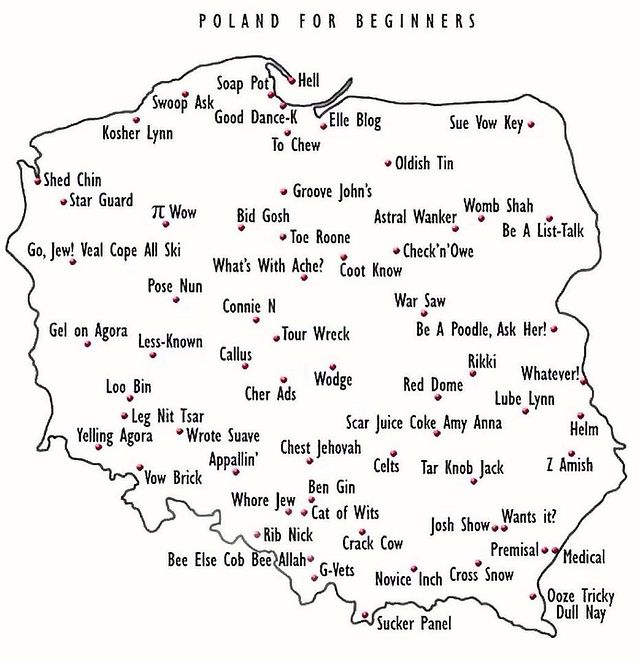 POLAND FOR BEGINNERS
Hell
Soap Pot
Swoop Ask
Good Dance-K
Elle Blog
Sue Vow Key
Kosher Lynn
To Chew
Oldish Tin
Shed Chin
Star Guard
Groove John's
π Wow
Bid Gosh
Astral Wanker
Womb Shah
Be A List-Talk
Toe Roone
Go, Jew! Veal Cope All Ski
Check'n'Owe
What's With Ache?
Coot Know
Pose Nun
Connie N
War Saw
Be A Poodle, Ask Her!
Gel on Agora
Less-Known
Tour Wreck
Callus
Rikki
Whatever!
Wodge
Loo Bin
Cher Ads
Red Dome
Lube Lynn
Leg Nit Tsar
Scar Juice Coke Amy Anna
Helm
Yelling Agora
Wrote Suave
Chest Jehovah
Appallin'
Celts
Tar Knob Jack
Z Amish
Vow Brick
Ben Gin
Whore Jew
Cat of Wits
Josh Show
Wants it?
Rib Nick
Crack Cow
Premisal
Medical
Bee Else Cob Bee Allah
G-Vets
Novice Inch
Cross Snow
Ooze Tricky
Dull Nay
Sucker Panel